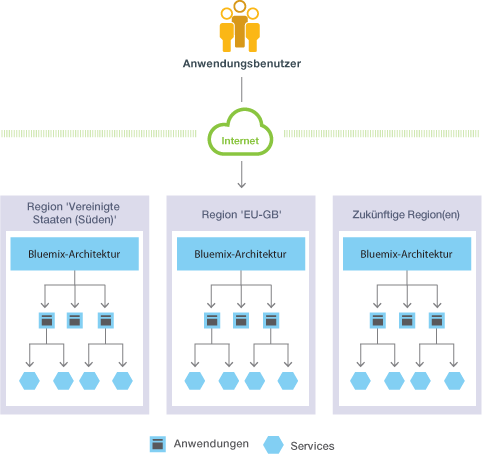 Anwendungsbenutzer
Internet
Region 'Vereinigte
Staaten (Süden)'
Region 'EU-GB'
Zukünftige Region(en)
Bluemix-Architektur
Bluemix-Architektur
Bluemix-Architektur
Anwendungen
Services